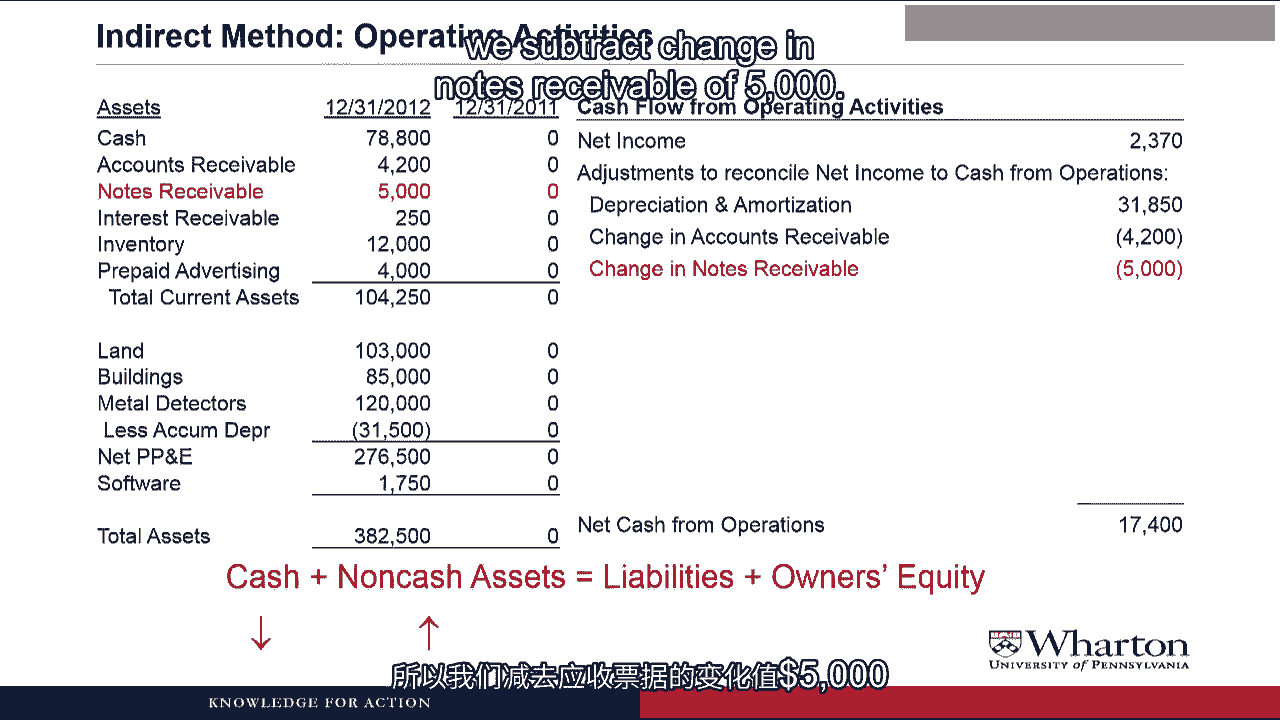 Indirect Method: Operating Activities
we subtract change in
notes receivable of 5,000.
Assets 12/31/2012 12/31/2011
Cash 78,800 0
Accounts Receivable 4,200 0
Notes Receivable 5,000 0
Interest Receivable 250 0
Inventory 12,000 0
Prepaid Advertising 4,000 0
Total Current Assets 104,250 0
Land 103,000 0
Buildings 85,000 0
Metal Detectors 120,000 0
Less Accum Depr (31,500) 0
Net PP&E 276,500 0
Software 1,750 0
Total Assets 382,500 0
Cash Flow from Operating Activities
Net Income 2,370
Adjustments to reconcile Net Income to Cash from Operations:
Depreciation & Amortization 31,850
Change in Accounts Receivable (4,200)
Change in Notes Receivable (5,000)
Net Cash from Operations 17,400
Cash + Noncash Assets = Liabilities + Owners' Equity
↓ ↑
所以我们减去应收票据的变化值$5,000
Wharton
UNIVERSITY of PENNSYLVANIA
KNOWLEDGE FOR ACTION